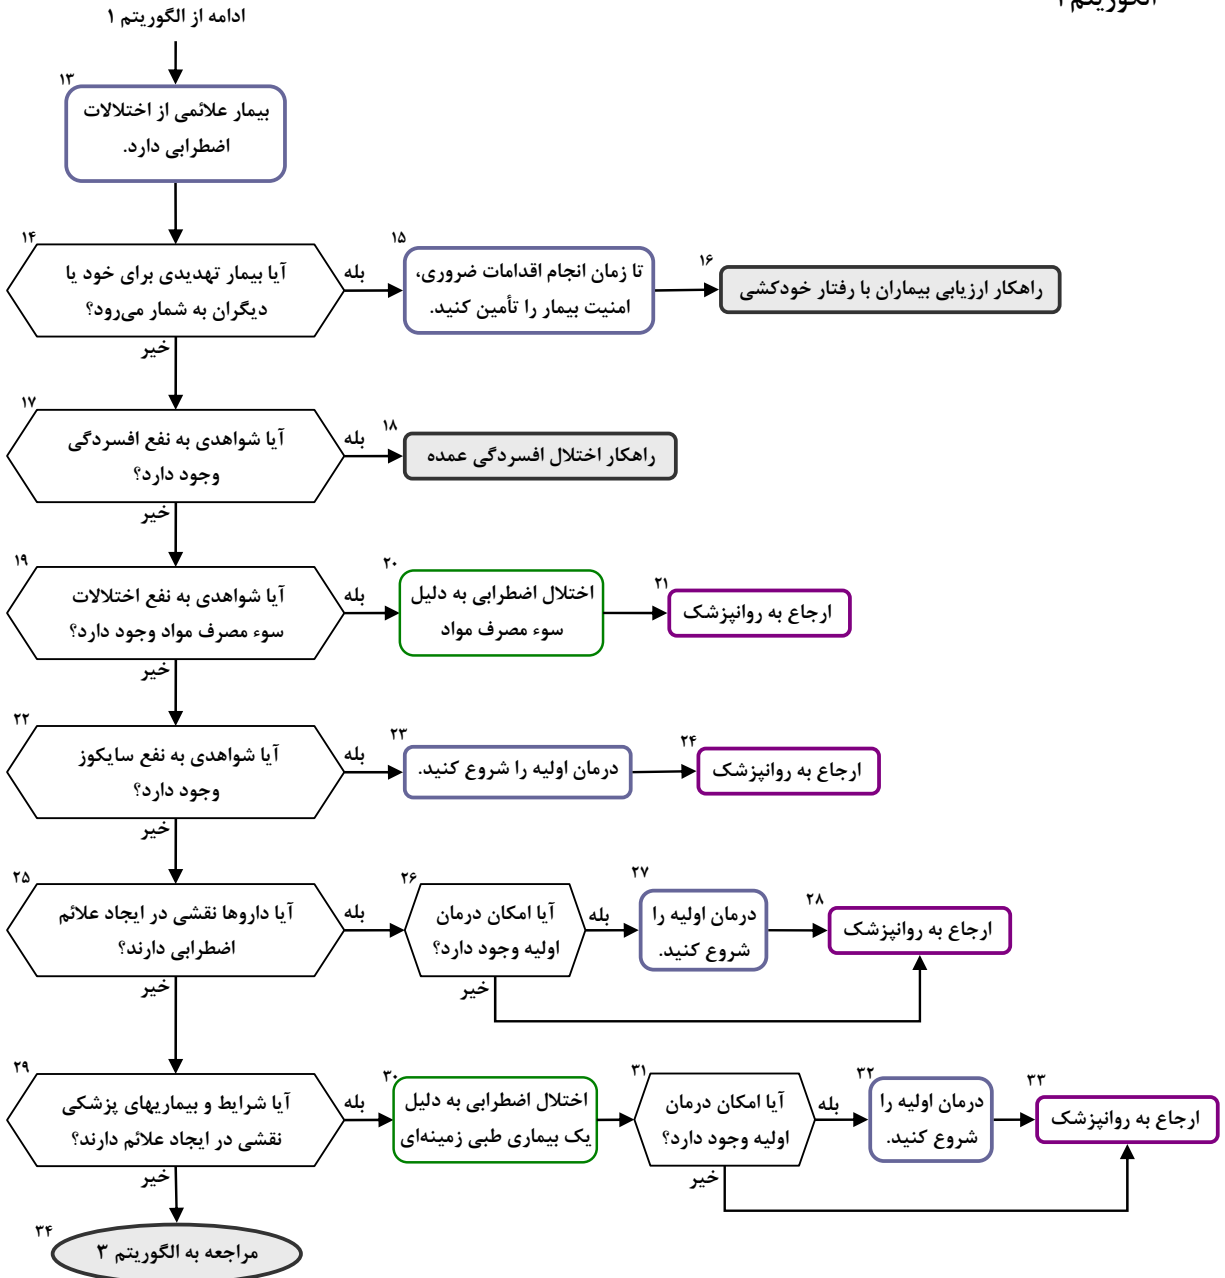 الگوریتم ۲
ادامه از الگوریتم ۱
۱۳
بیمار علائمی از اختلالات
اضطرابی دارد.
۱۴
آیا بیمار تهدیدی برای خود یا
دیگران به شمار می‌رود؟
بله
خیر
۱۵
تا زمان انجام اقدامات ضروری،
امنیت بیمار را تأمین کنید.
۱۶
راهکار ارزیابی بیماران با رفتار خودکشی
۱۷
آیا شواهدی به نفع افسردگی
وجود دارد؟
بله
خیر
۱۸
راهکار اختلال افسردگی عمده
۱۹
آیا شواهدی به نفع اختلالات
سوء مصرف مواد وجود دارد؟
بله
خیر
۲۰
اختلال اضطرابی به دلیل
سوء مصرف مواد
۲۱
ارجاع به روانپزشک
۲۲
آیا شواهدی به نفع سایکوز
وجود دارد؟
بله
خیر
۲۳
درمان اولیه را شروع کنید.
۲۴
ارجاع به روانپزشک
۲۵
آیا داروها نقشی در ایجاد علائم
اضطرابی دارند؟
بله
خیر
۲۶
آیا امکان درمان
اولیه وجود دارد؟
بله
خیر
۲۷
درمان اولیه را
شروع کنید.
۲۸
ارجاع به روانپزشک
۲۹
آیا شرایط و بیماریهای پزشکی
نقشی در ایجاد علائم دارند؟
بله
خیر
۳۰
اختلال اضطرابی به دلیل
یک بیماری طبی زمینه‌ای
۳۱
آیا امکان درمان
اولیه وجود دارد؟
بله
خیر
۳۲
درمان اولیه را
شروع کنید.
۳۳
ارجاع به روانپزشک
۳۴
مراجعه به الگوریتم ۳